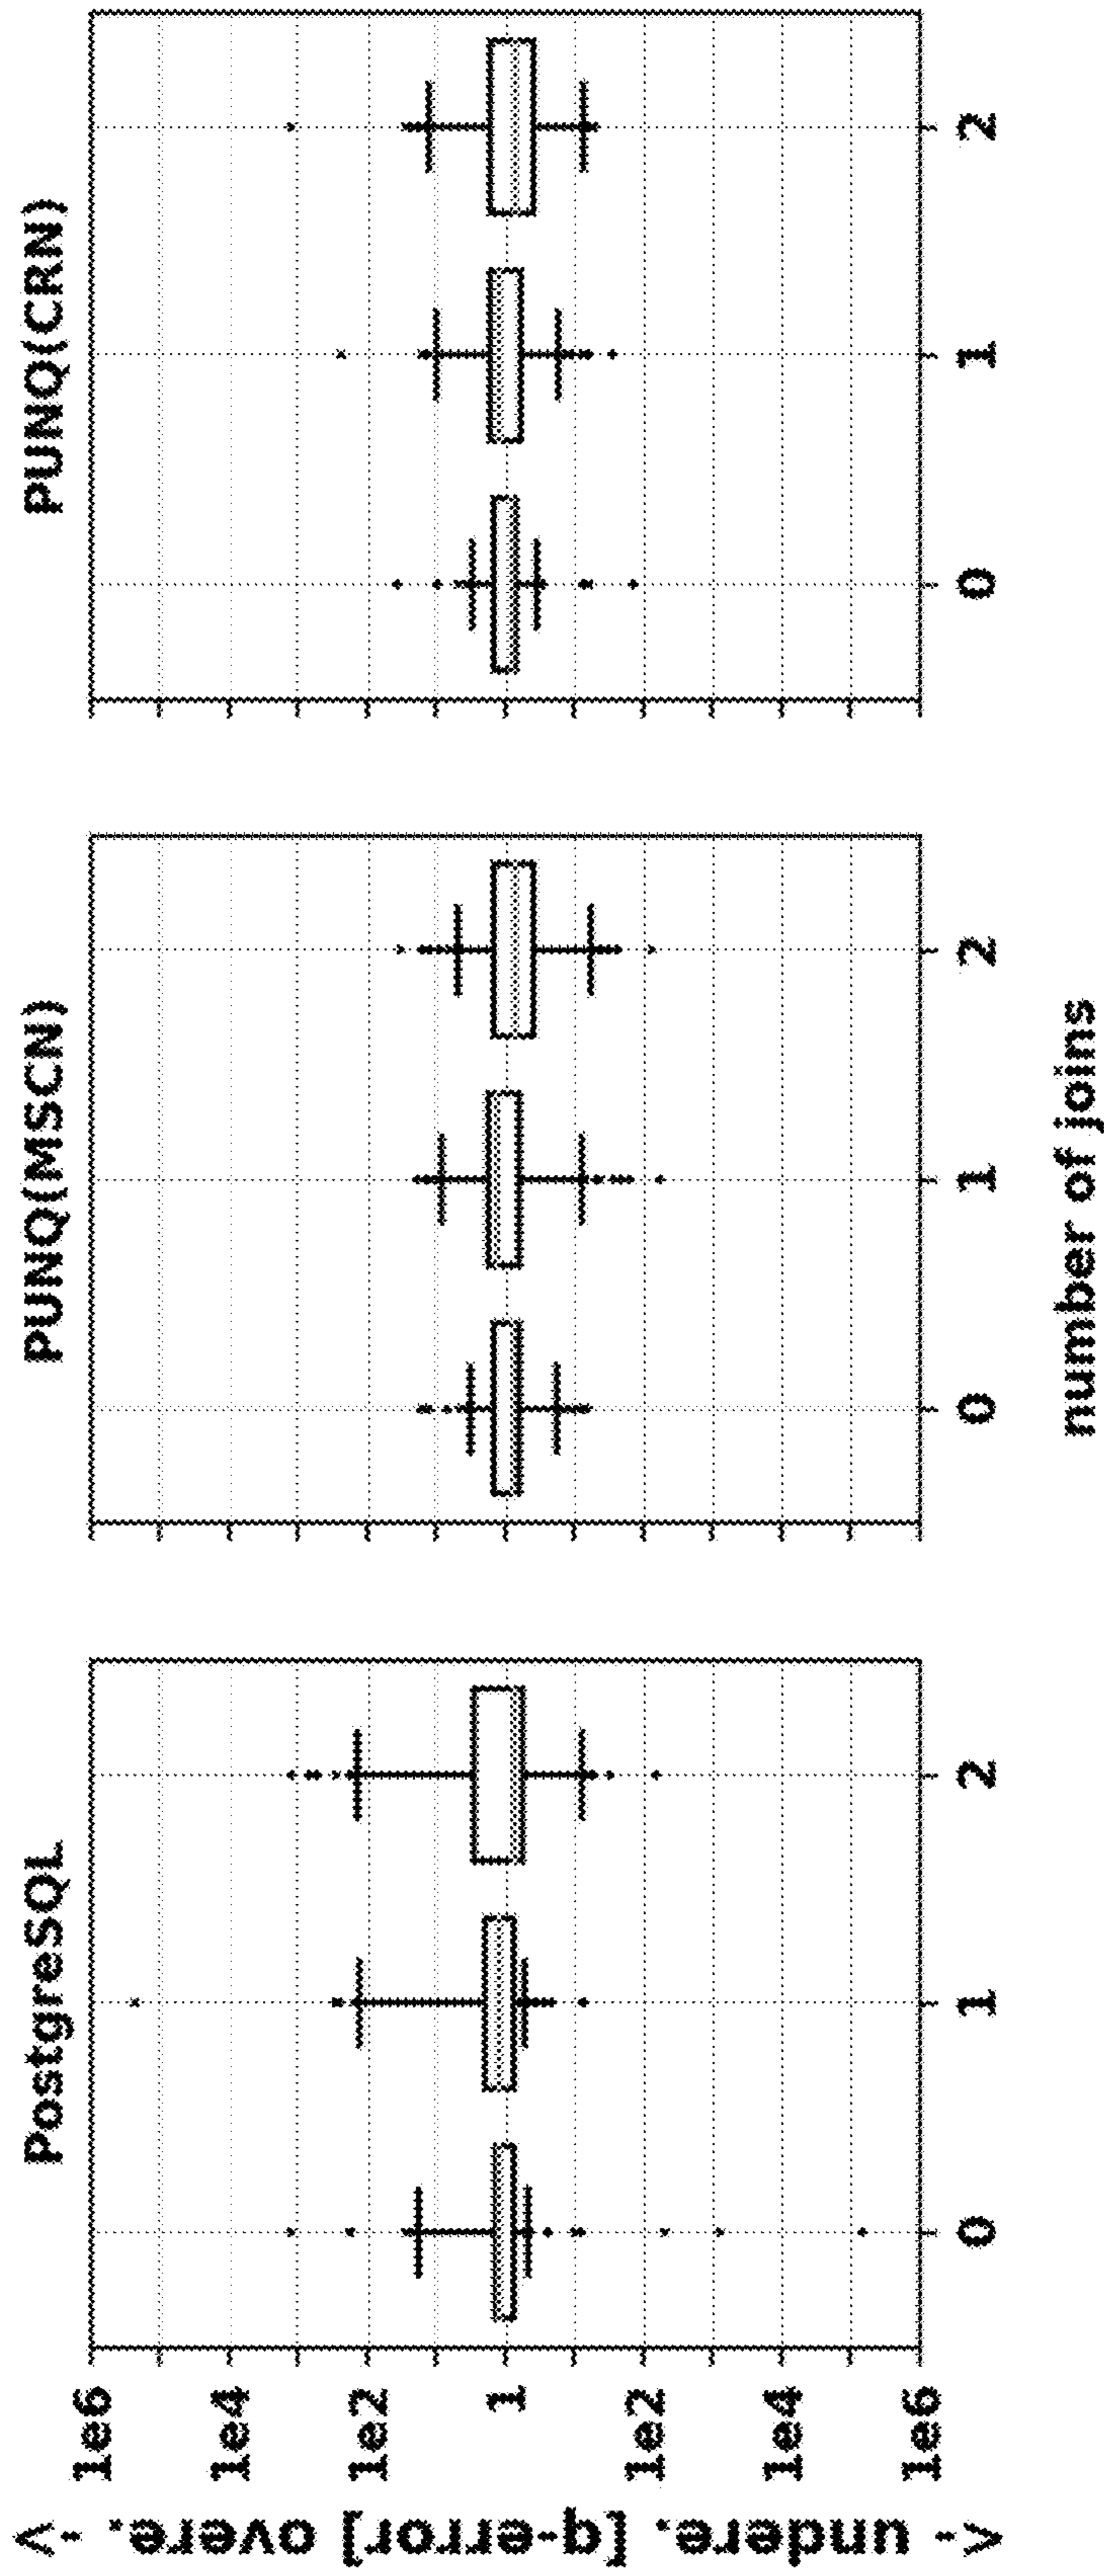 PostgreSQL
PUNQ(MSCN)
PUNQ(CRN)
<- undere. [q-error] overe. ->
1e6
1e4
1e2
1
1e2
1e4
1e6
0 1 2
0 1 2
0 1 2
number of joins